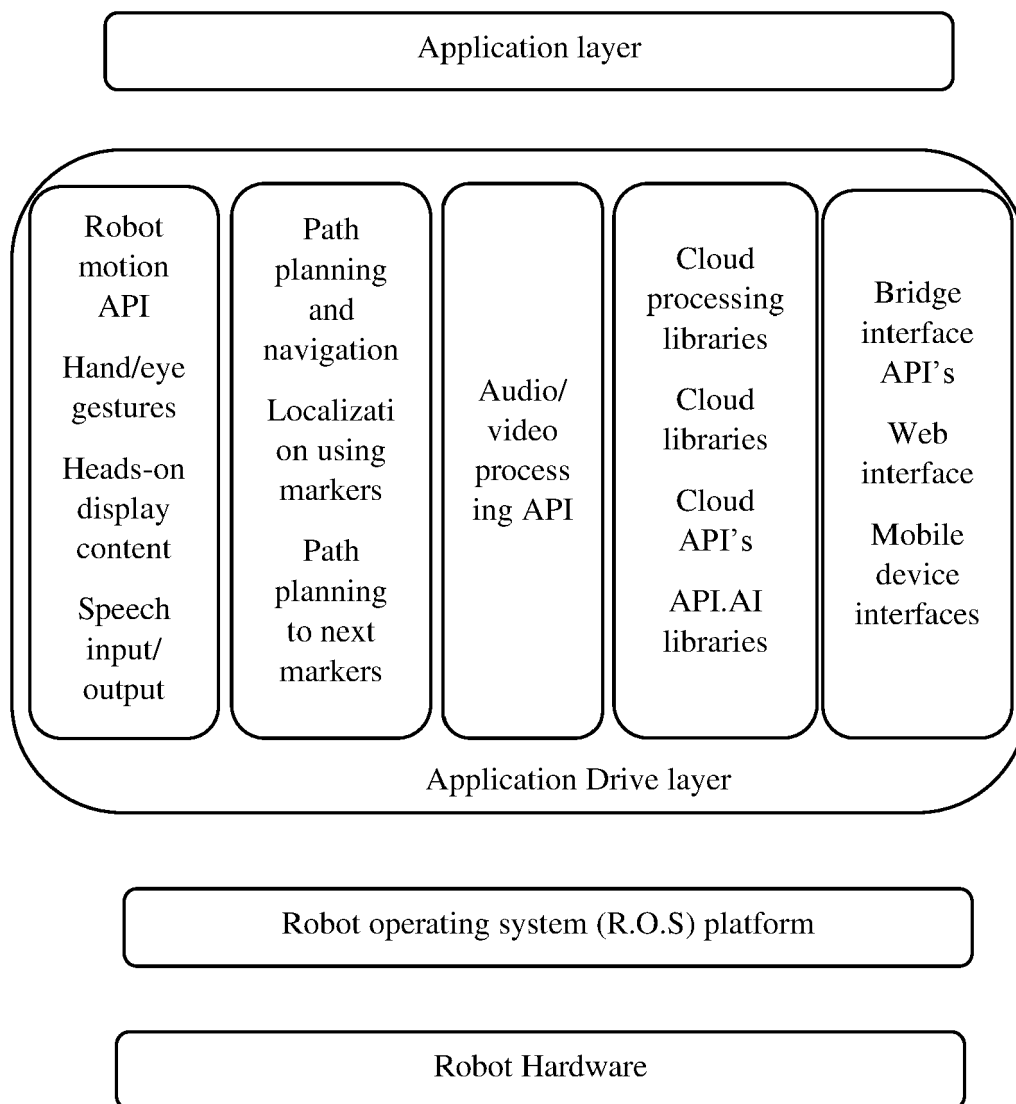 Application layer
Robot
motion
API
Hand/eye
gestures
Heads-on
display
content
Speech
input/
output
Path
planning
and
navigation
Localizati
on using
markers
Path
planning
to next
markers
Audio/
video
process
ing API
Cloud
processing
libraries
Cloud
libraries
Cloud
API's
API.AI
libraries
Bridge
interface
API's
Web
interface
Mobile
device
interfaces
Application Drive layer
Robot operating system (R.O.S) platform
Robot Hardware